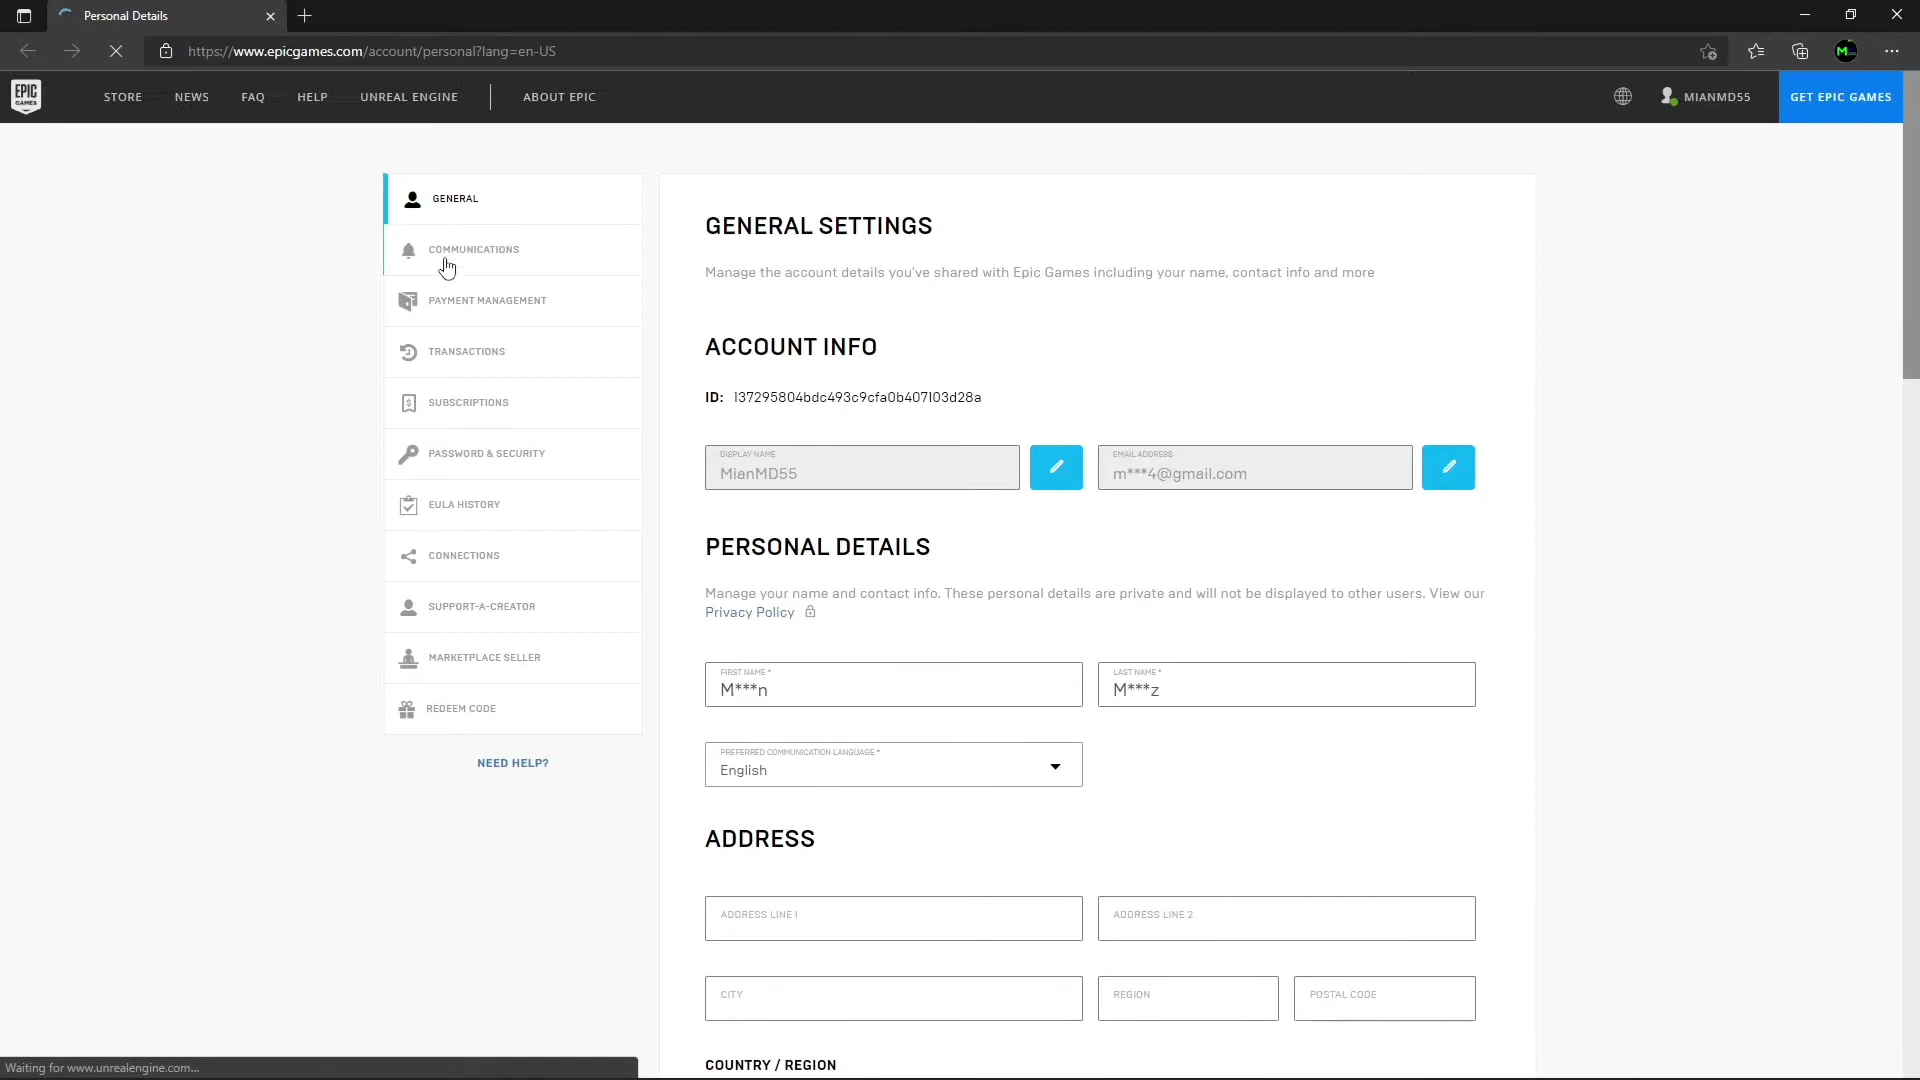 Personal Details
https://www.epicgames.com/account/personal?lang=en-US
EPIC GAMES
STORE
NEWS
FAQ
HELP
UNREAL ENGINE
ABOUT EPIC
MIANMD55
GET EPIC GAMES
GENERAL
COMMUNICATIONS
PAYMENT MANAGEMENT
TRANSACTIONS
SUBSCRIPTIONS
PASSWORD & SECURITY
EULA HISTORY
CONNECTIONS
SUPPORT-A-CREATOR
MARKETPLACE SELLER
REDEEM CODE
NEED HELP?
GENERAL SETTINGS
Manage the account details you've shared with Epic Games including your name, contact info and more
ACCOUNT INFO
ID: 137295804bdc493c9cfa0b407103d28a
DISPLAY NAME
MianMD55
EMAIL ADDRESS
m***4@gmail.com
PERSONAL DETAILS
Manage your name and contact info. These personal details are private and will not be displayed to other users. View our
Privacy Policy
FIRST NAME *
M***n
LAST NAME *
M***z
PREFERRED COMMUNICATION LANGUAGE *
English
ADDRESS
ADDRESS LINE 1
ADDRESS LINE 2
CITY
REGION
POSTAL CODE
COUNTRY / REGION
Waiting for www.unrealengine.com...